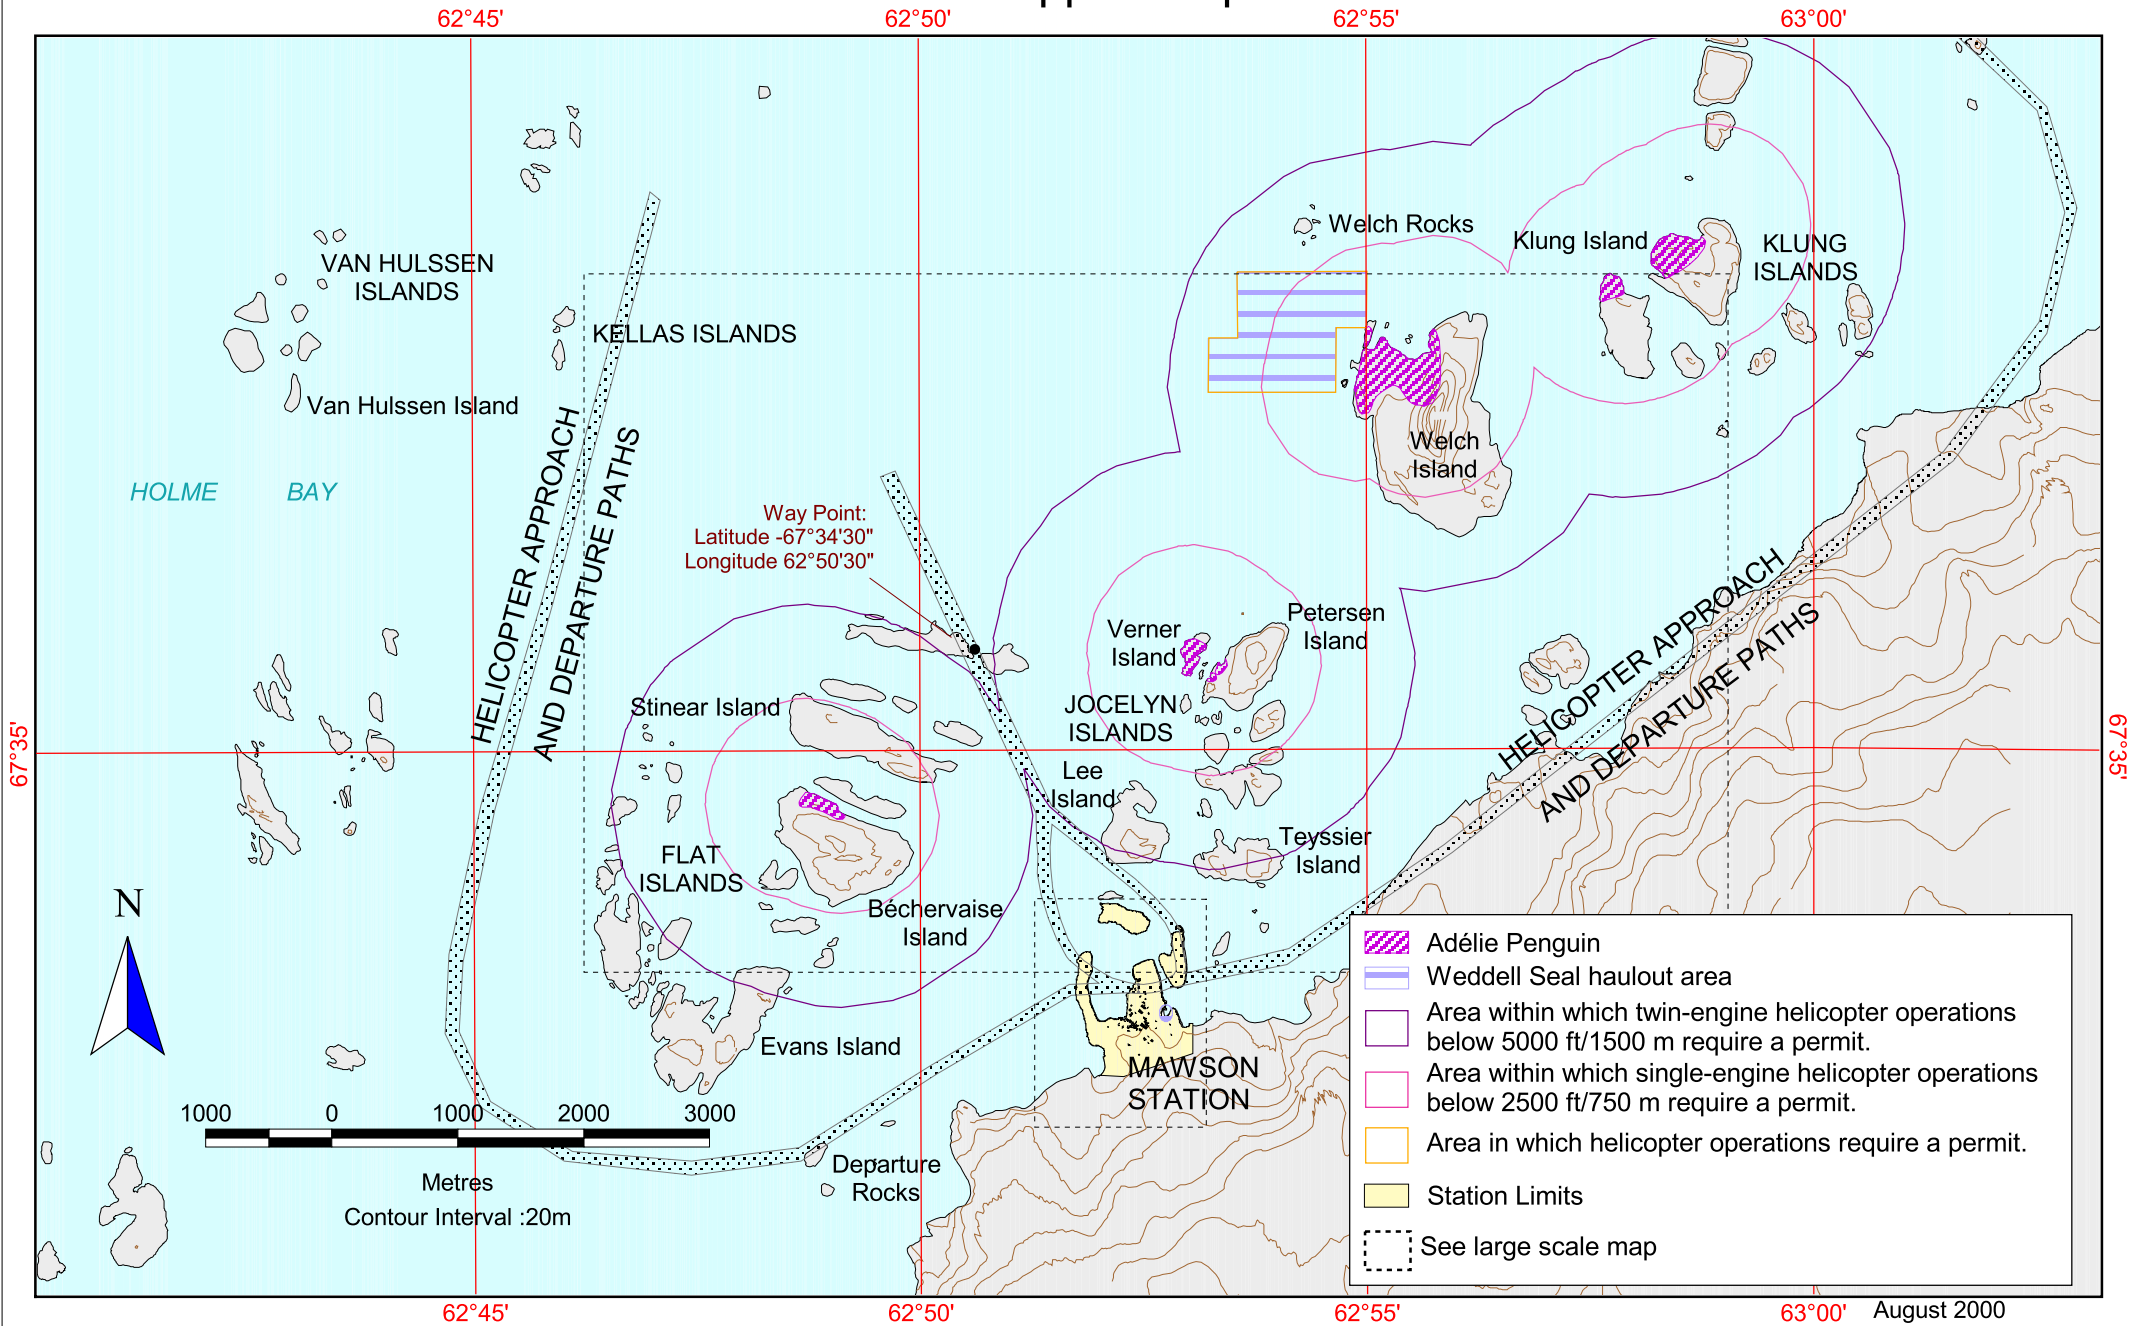 62°45'
62°50'
62°55'
63°00'
Welch Rocks
Klung Island
KLUNG
ISLANDS
VAN HULSSEN
ISLANDS
KELLAS ISLANDS
Van Hulssen Island
Welch
Island
HOLME BAY
HELICOPTER APPROACH
AND DEPARTURE PATHS
Way Point:
Latitude -67°34'30"
Longitude 62°50'30"
Verner
Island
Petersen
Island
HELICOPTER APPROACH
AND DEPARTURE PATHS
Stinear Island
JOCELYN
ISLANDS
67°35'
67°35'
Lee
Island
Teyssier
Island
FLAT
ISLANDS
Béchervaise
Island
N
Evans Island
MAWSON
STATION
1000 0 1000 2000 3000
Metres
Contour Interval :20m
Departure
Rocks
Adélie Penguin
Weddell Seal haulout area
Area within which twin-engine helicopter operations
below 5000 ft/1500 m require a permit.
Area within which single-engine helicopter operations
below 2500 ft/750 m require a permit.
Area in which helicopter operations require a permit.
Station Limits
See large scale map
62°45'
62°50'
62°55'
63°00'
August 2000